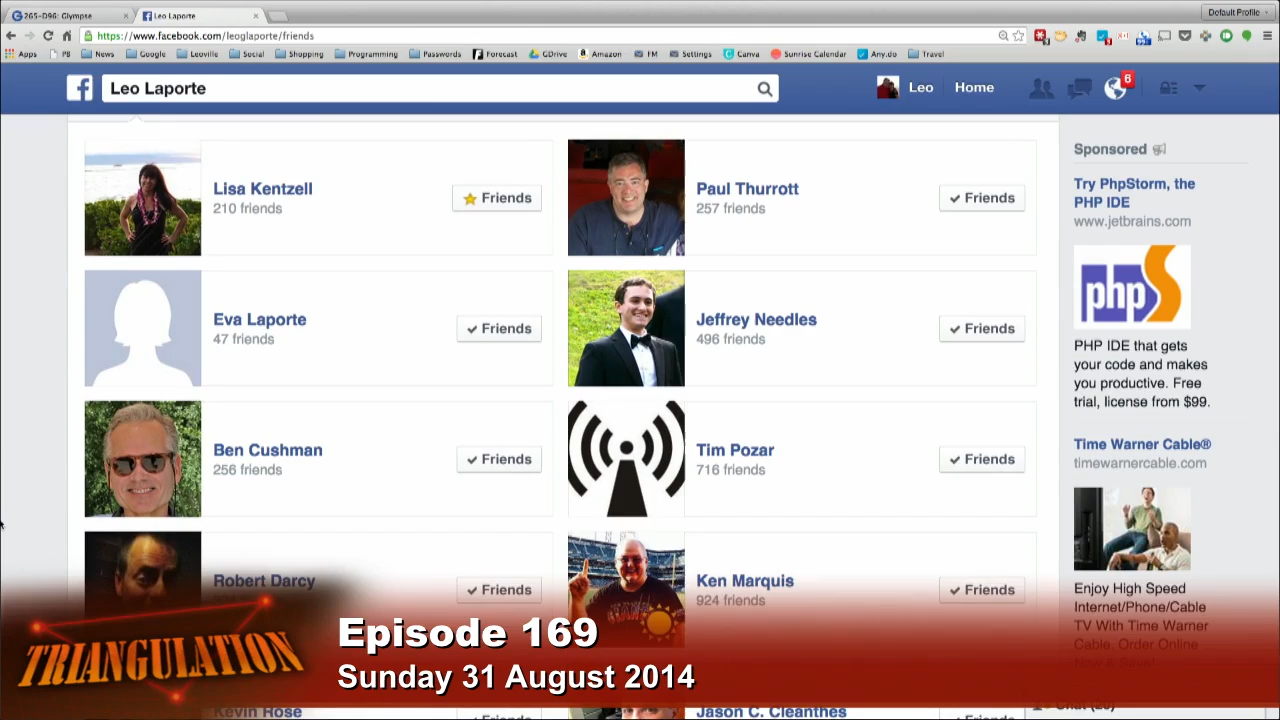 265-D96: Glympse
Leo Laporte
Default Profile
https://www.facebook.com/leoglaporte/friends
Apps PB News Google Leoville Social Shopping Programming Passwords Forecast GDrive Amazon FM Settings Canva Sunrise Calendar Any.do Travel
Leo Laporte
Leo Home 6
Lisa Kentzell
210 friends
Friends
Paul Thurrott
257 friends
Friends
Eva Laporte
47 friends
Friends
Jeffrey Needles
496 friends
Friends
Ben Cushman
256 friends
Friends
Tim Pozar
716 friends
Friends
Robert Darcy
Friends
Ken Marquis
924 friends
Friends
Kevin Rose
Friends
Jason C. Cleanthes
Friends
Sponsored
Try PhpStorm, the
PHP IDE
www.jetbrains.com
php S
PHP IDE that gets
your code and makes
you productive. Free
trial, license from $99.
Time Warner Cable®
timewarnercable.com
Enjoy High Speed
Internet/Phone/Cable
TV With Time Warner
Cable. Order Online
TRIANGULATION
Episode 169
Sunday 31 August 2014